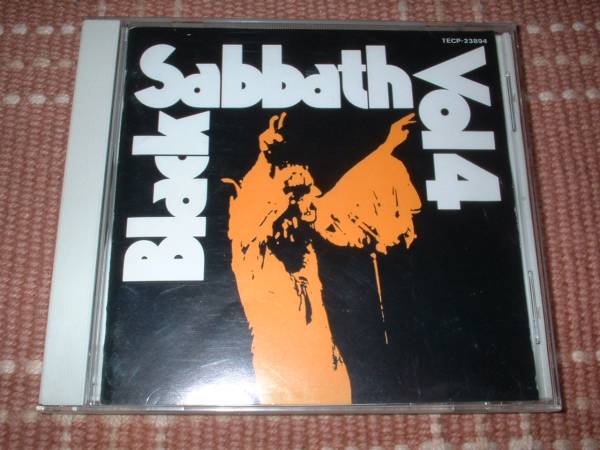 TECP-23894
Black
Sabbath
Vol 4